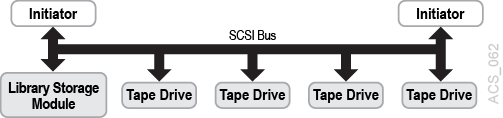 Initiator
Initiator
SCSI Bus
Library Storage
Module
Tape Drive
Tape Drive
Tape Drive
Tape Drive
ACS_062